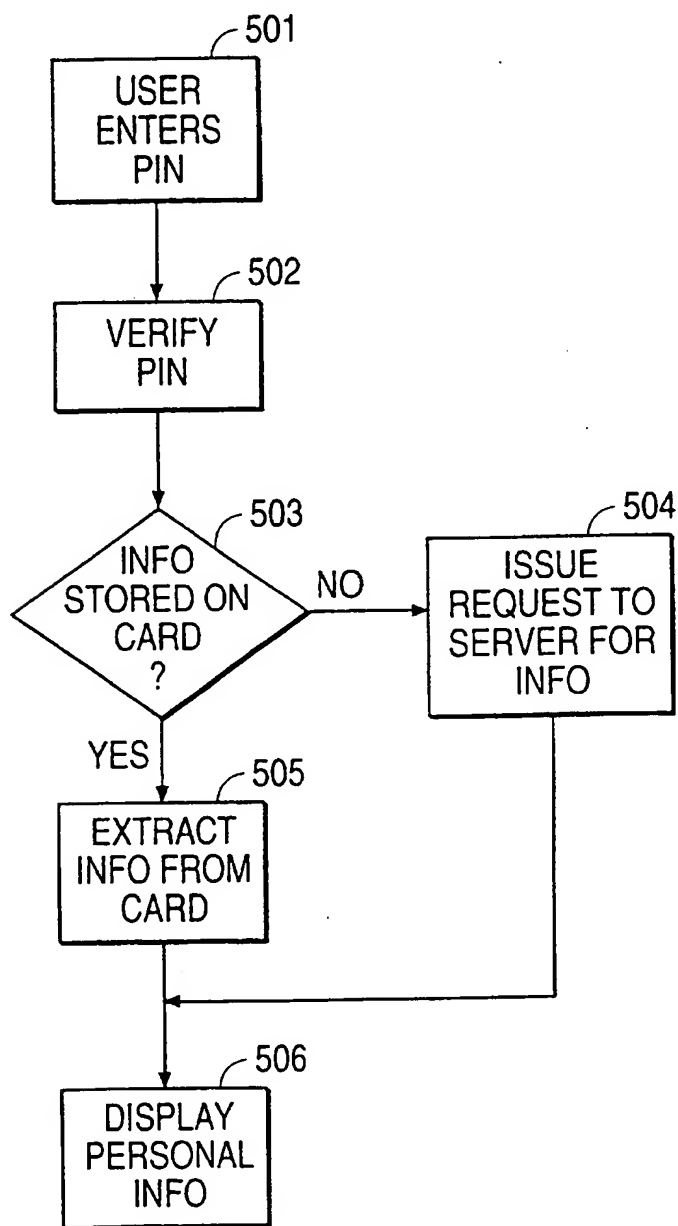 501
USER
ENTERS
PIN
502
VERIFY
PIN
503
INFO
STORED ON
CARD
?
NO
504
ISSUE
REQUEST TO
SERVER FOR
INFO
YES
505
EXTRACT
INFO FROM
CARD
506
DISPLAY
PERSONAL
INFO